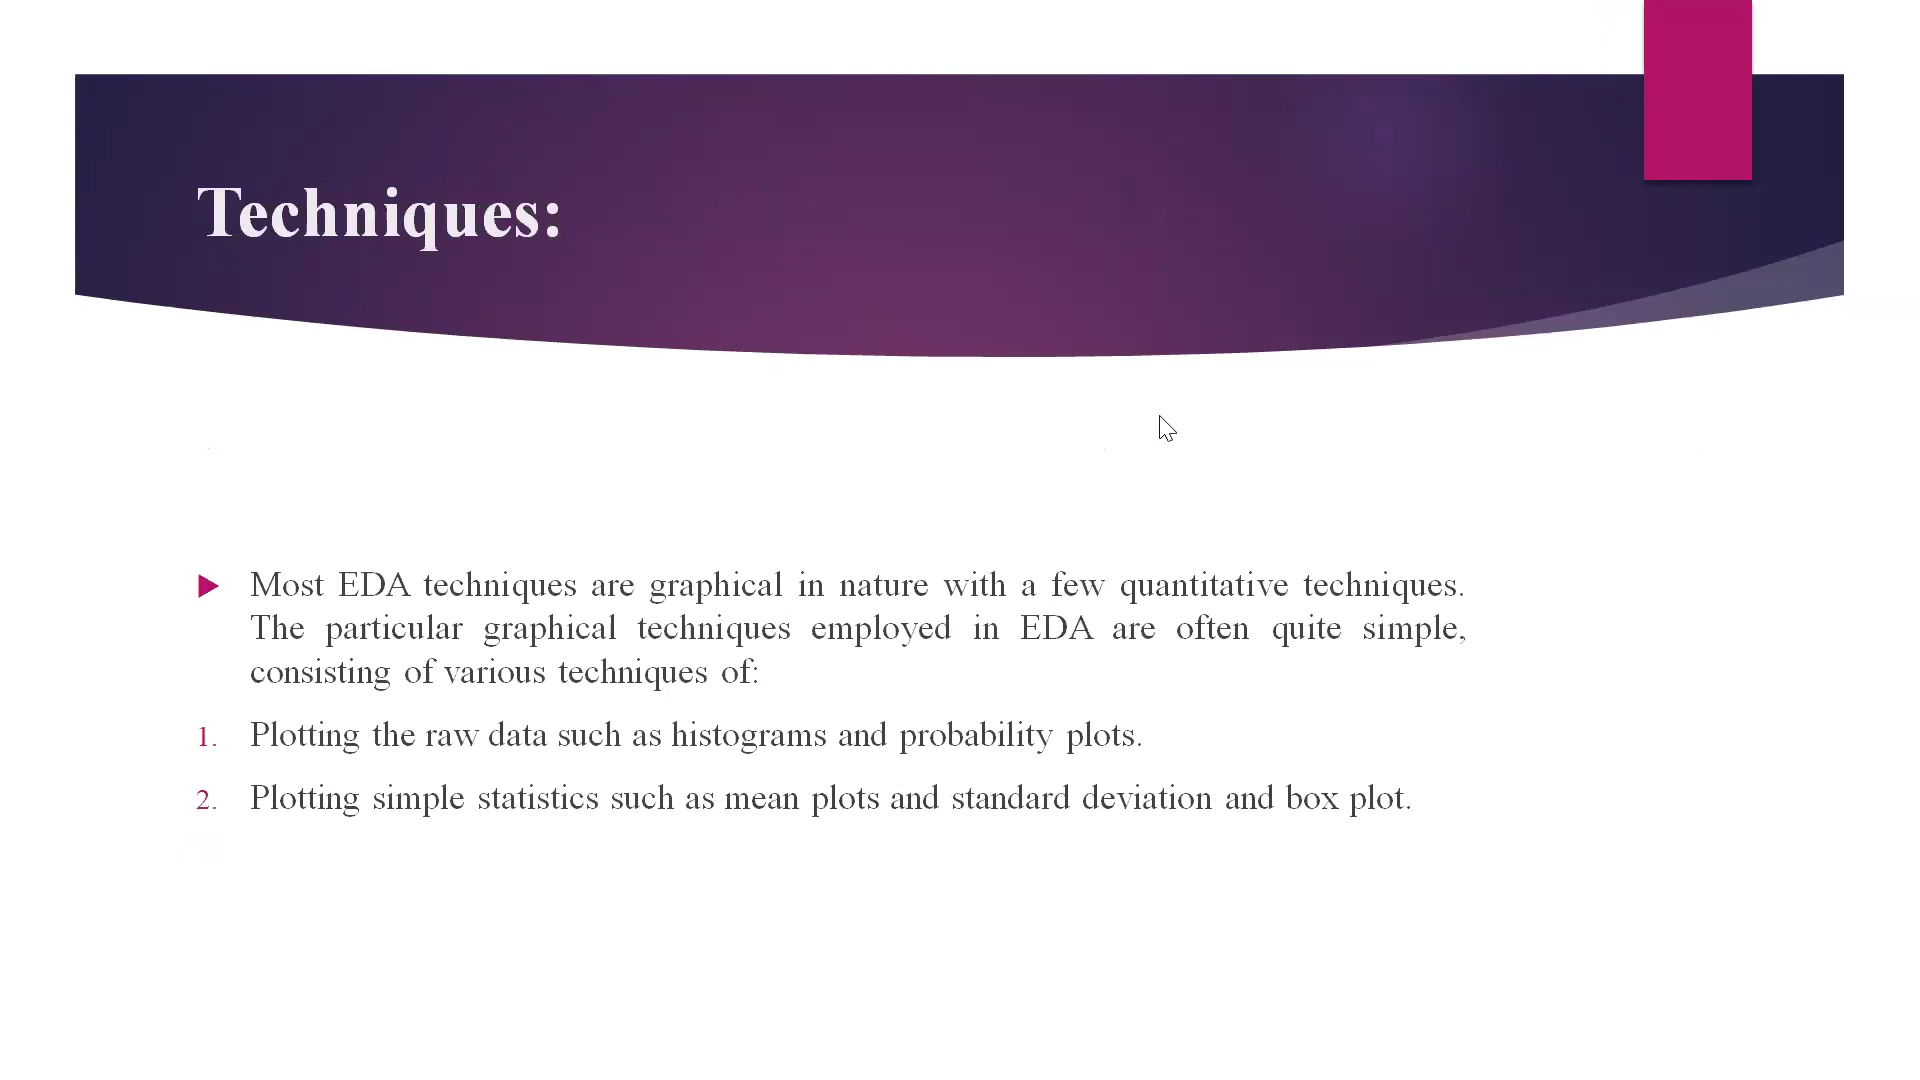 Techniques:
Most EDA techniques are graphical in nature with a few quantitative techniques.
The particular graphical techniques employed in EDA are often quite simple,
consisting of various techniques of:
1. Plotting the raw data such as histograms and probability plots.
2. Plotting simple statistics such as mean plots and standard deviation and box plot.